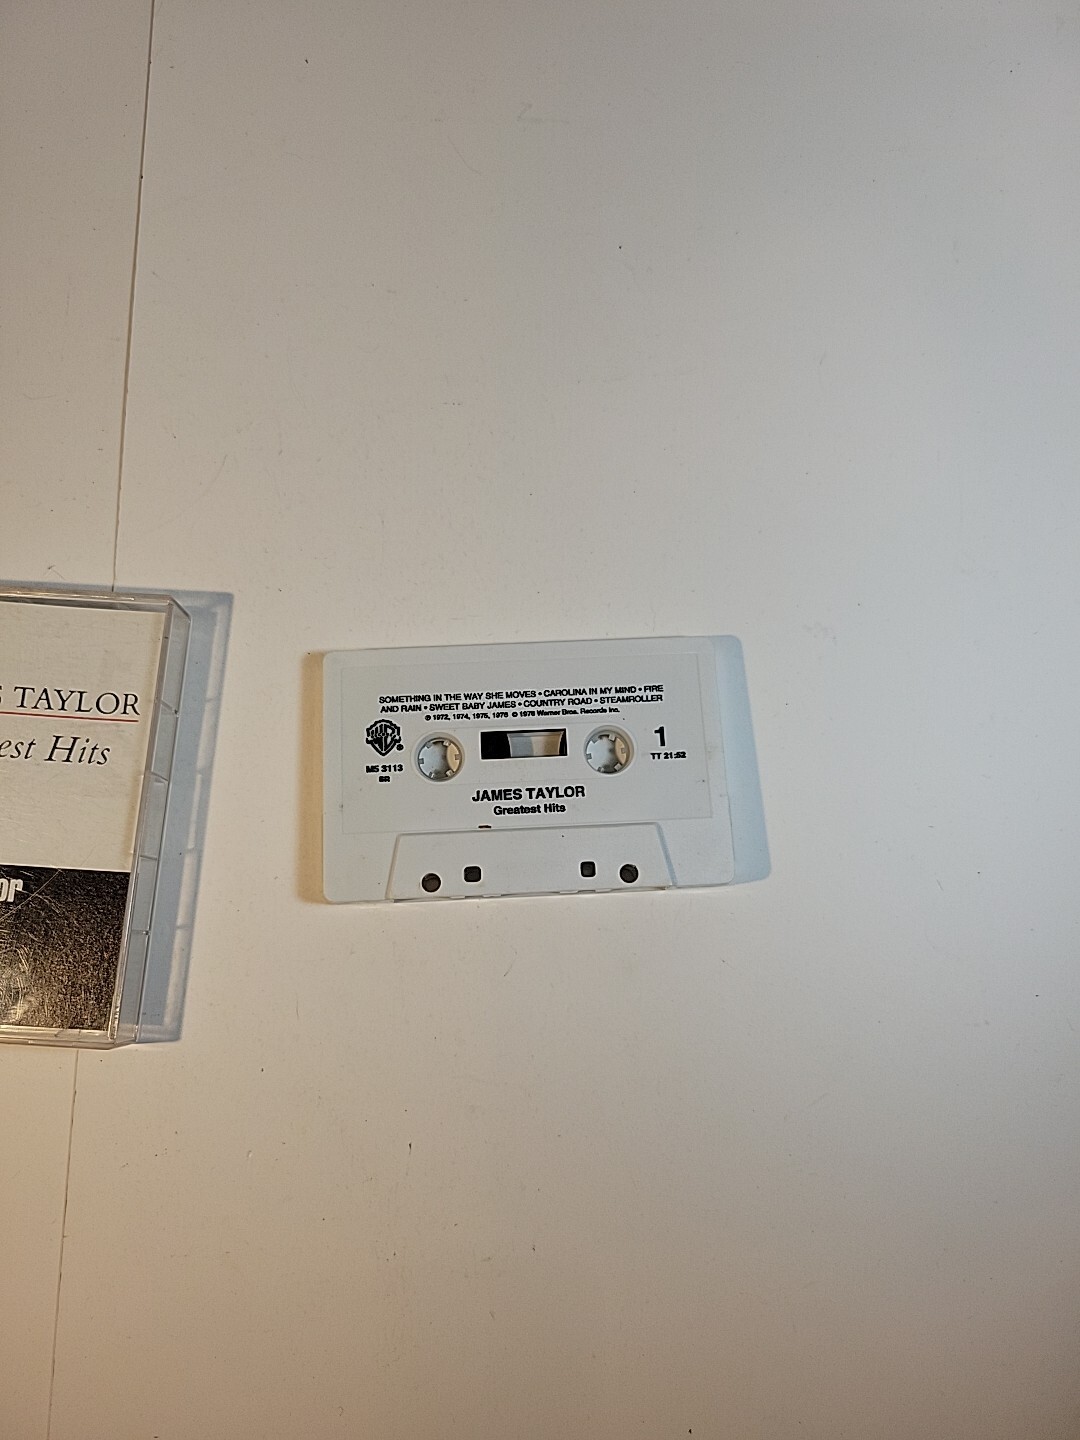 S TAYLOR
est Hits
or
SOMETHING IN THE WAY SHE MOVES • CAROLINA IN MY MIND • FIRE
AND RAIN • SWEET BABY JAMES • COUNTRY ROAD • STEAMROLLER
℗ 1972, 1974, 1975, 1976 © 1976 Warner Bros. Records Inc.
M5 3113
SR
1
TT 21:52
JAMES TAYLOR
Greatest Hits